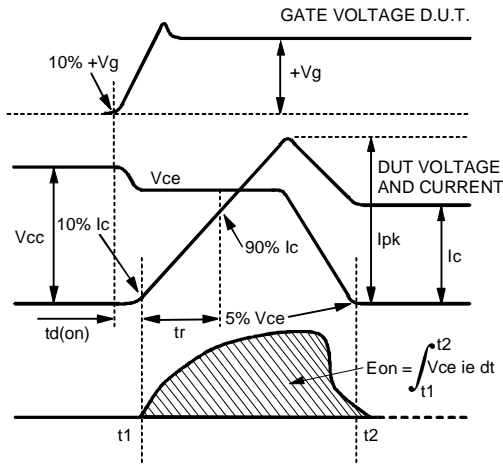 GATE VOLTAGE D.U.T.
10% +Vg
+Vg
DUT VOLTAGE
AND CURRENT
Vce
10% Ic
Vcc
90% Ic
Ipk
Ic
td(on)
tr
5% Vce
Eon = ∫ Vce ie dt
t2
t1
t1
t2